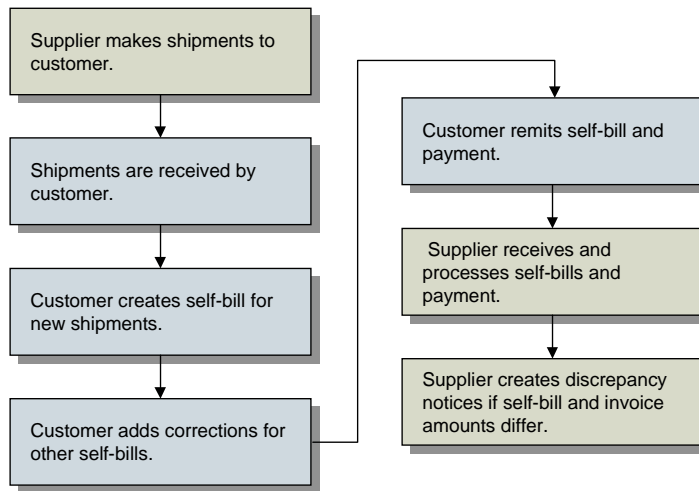 Supplier makes shipments to
customer.
Shipments are received by
customer.
Customer creates self-bill for
new shipments.
Customer adds corrections for
other self-bills.
Customer remits self-bill and
payment.
Supplier receives and
processes self-bills and
payment.
Supplier creates discrepancy
notices if self-bill and invoice
amounts differ.